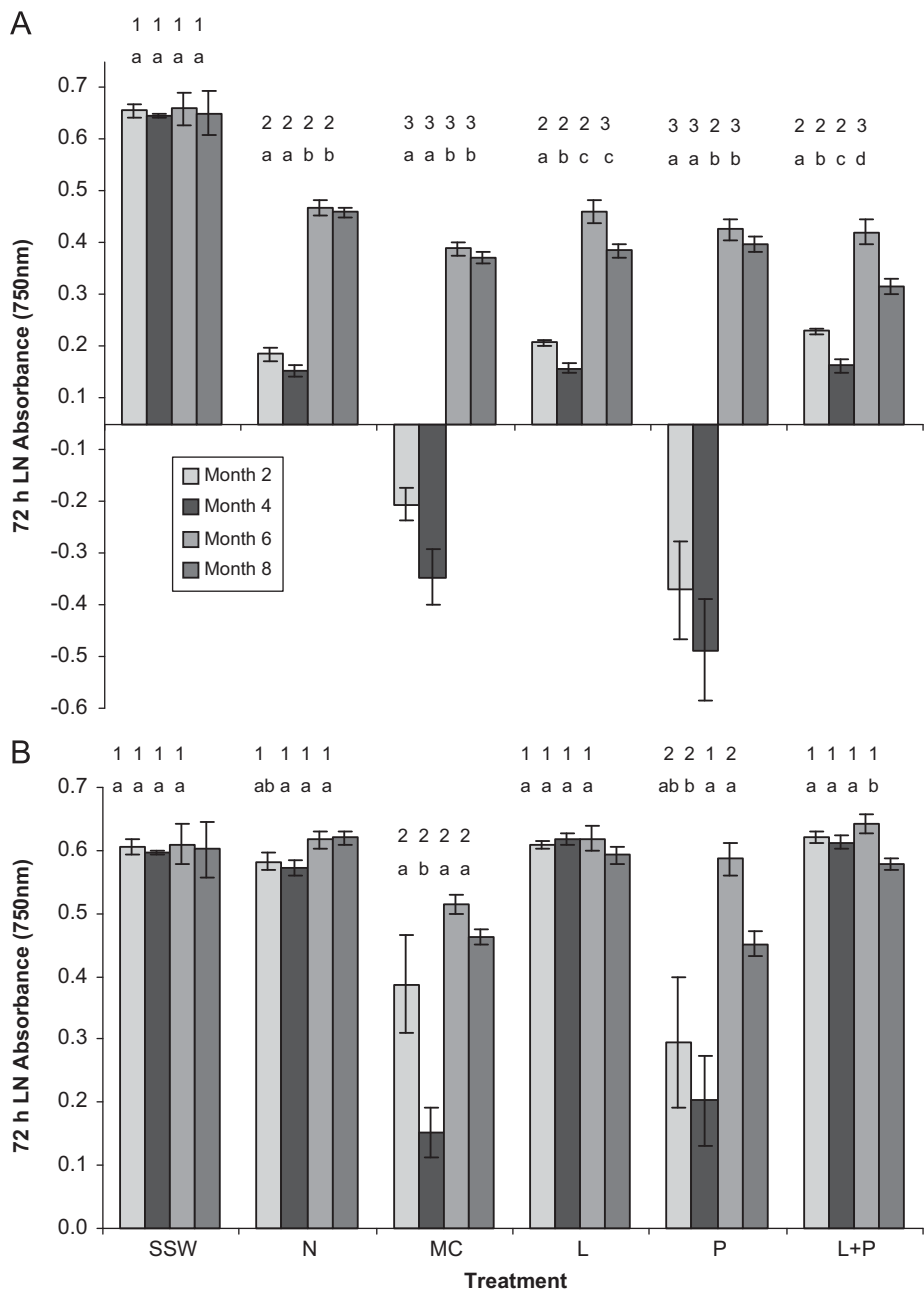 A
1 1 1 1
a a a a
2 2 2 2
a a b b
3 3 3 3
a a b b
2 2 2 3
a b c c
3 3 2 3
a a b b
2 2 2 3
a b c d
72 h LN Absorbance (750nm)
0.7
0.6
0.5
0.4
0.3
0.2
0.1
-0.1
-0.2
-0.3
-0.4
-0.5
-0.6
Month 2
Month 4
Month 6
Month 8
B
1 1 1 1
a a a a
1 1 1 1
ab a a a
2 2 2 2
a b a a
1 1 1 1
a a a a
2 2 1 2
ab b a a
1 1 1 1
a a a b
72 h LN Absorbance (750nm)
0.7
0.6
0.5
0.4
0.3
0.2
0.1
0.0
SSW N MC L P L+P
Treatment